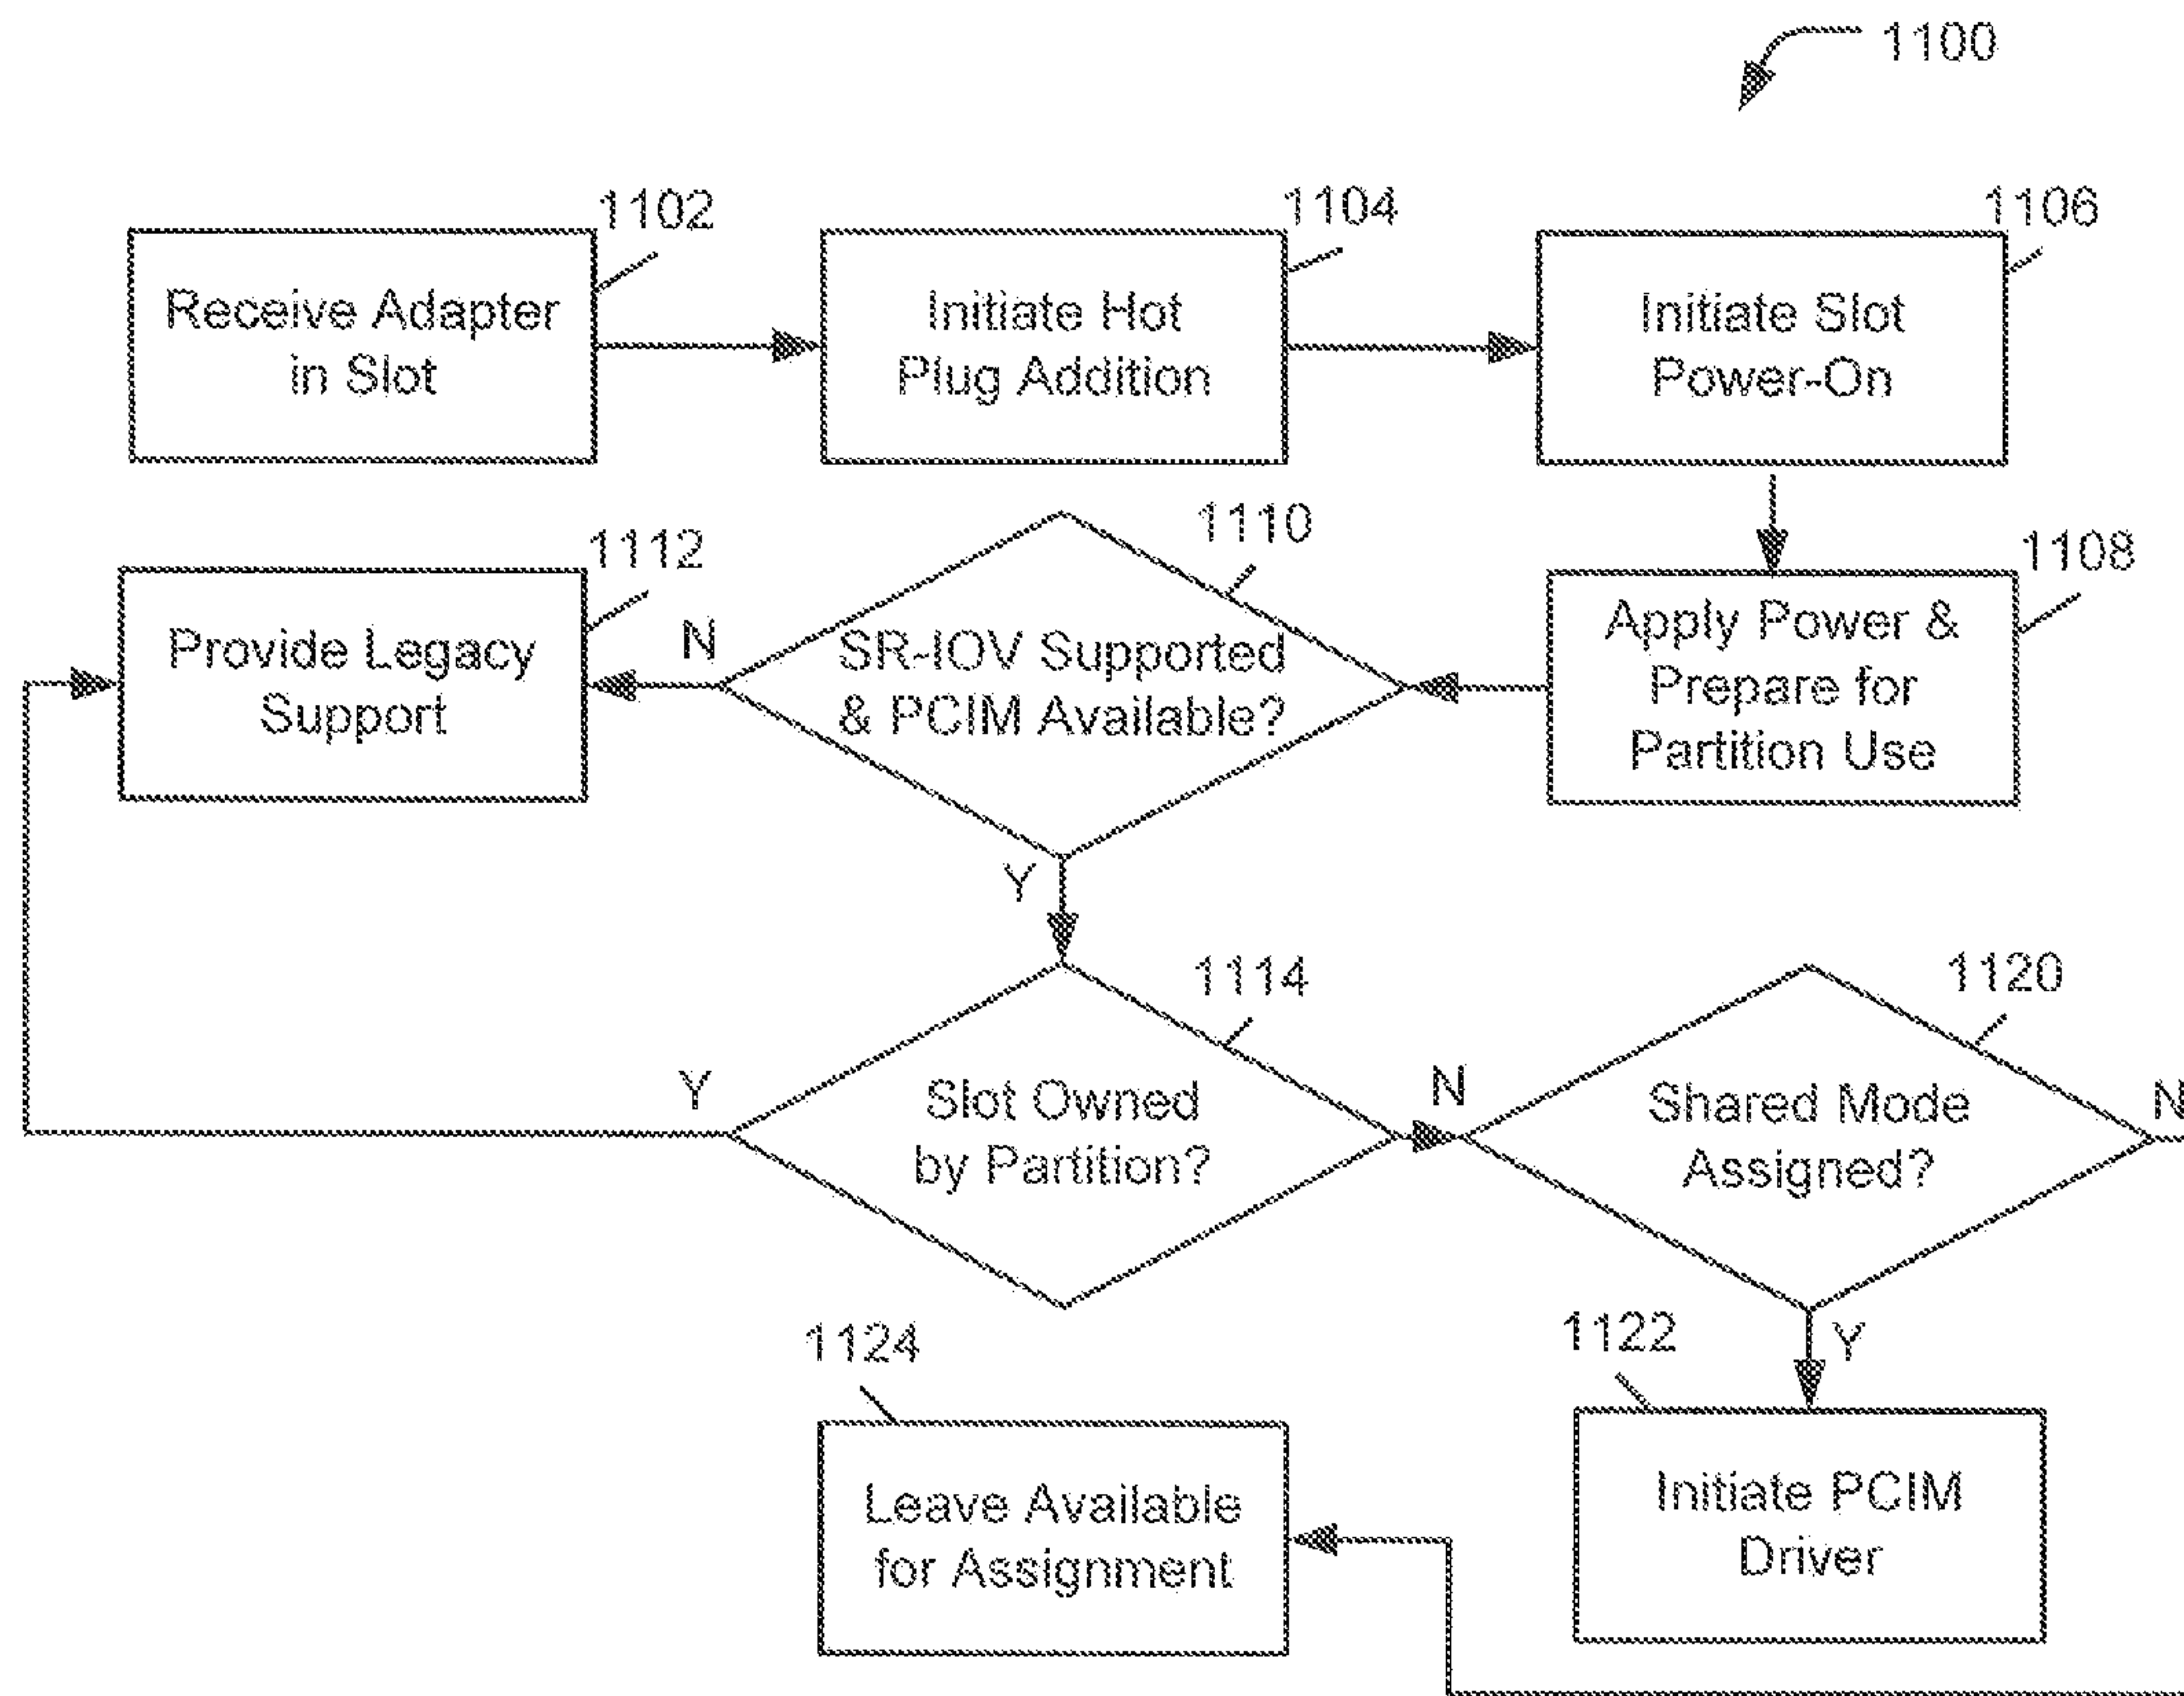 1100
1102
Receive Adapter
in Slot
1104
Initiate Hot
Plug Addition
1106
Initiate Slot
Power-On
1108
Apply Power &
Prepare for
Partition Use
1110
SR-IOV Supported
& PCIM Available?
N
Y
1112
Provide Legacy
Support
1114
Slot Owned
by Partition?
Y
N
1120
Shared Mode
Assigned?
N
Y
1122
Initiate PCIM
Driver
1124
Leave Available
for Assignment